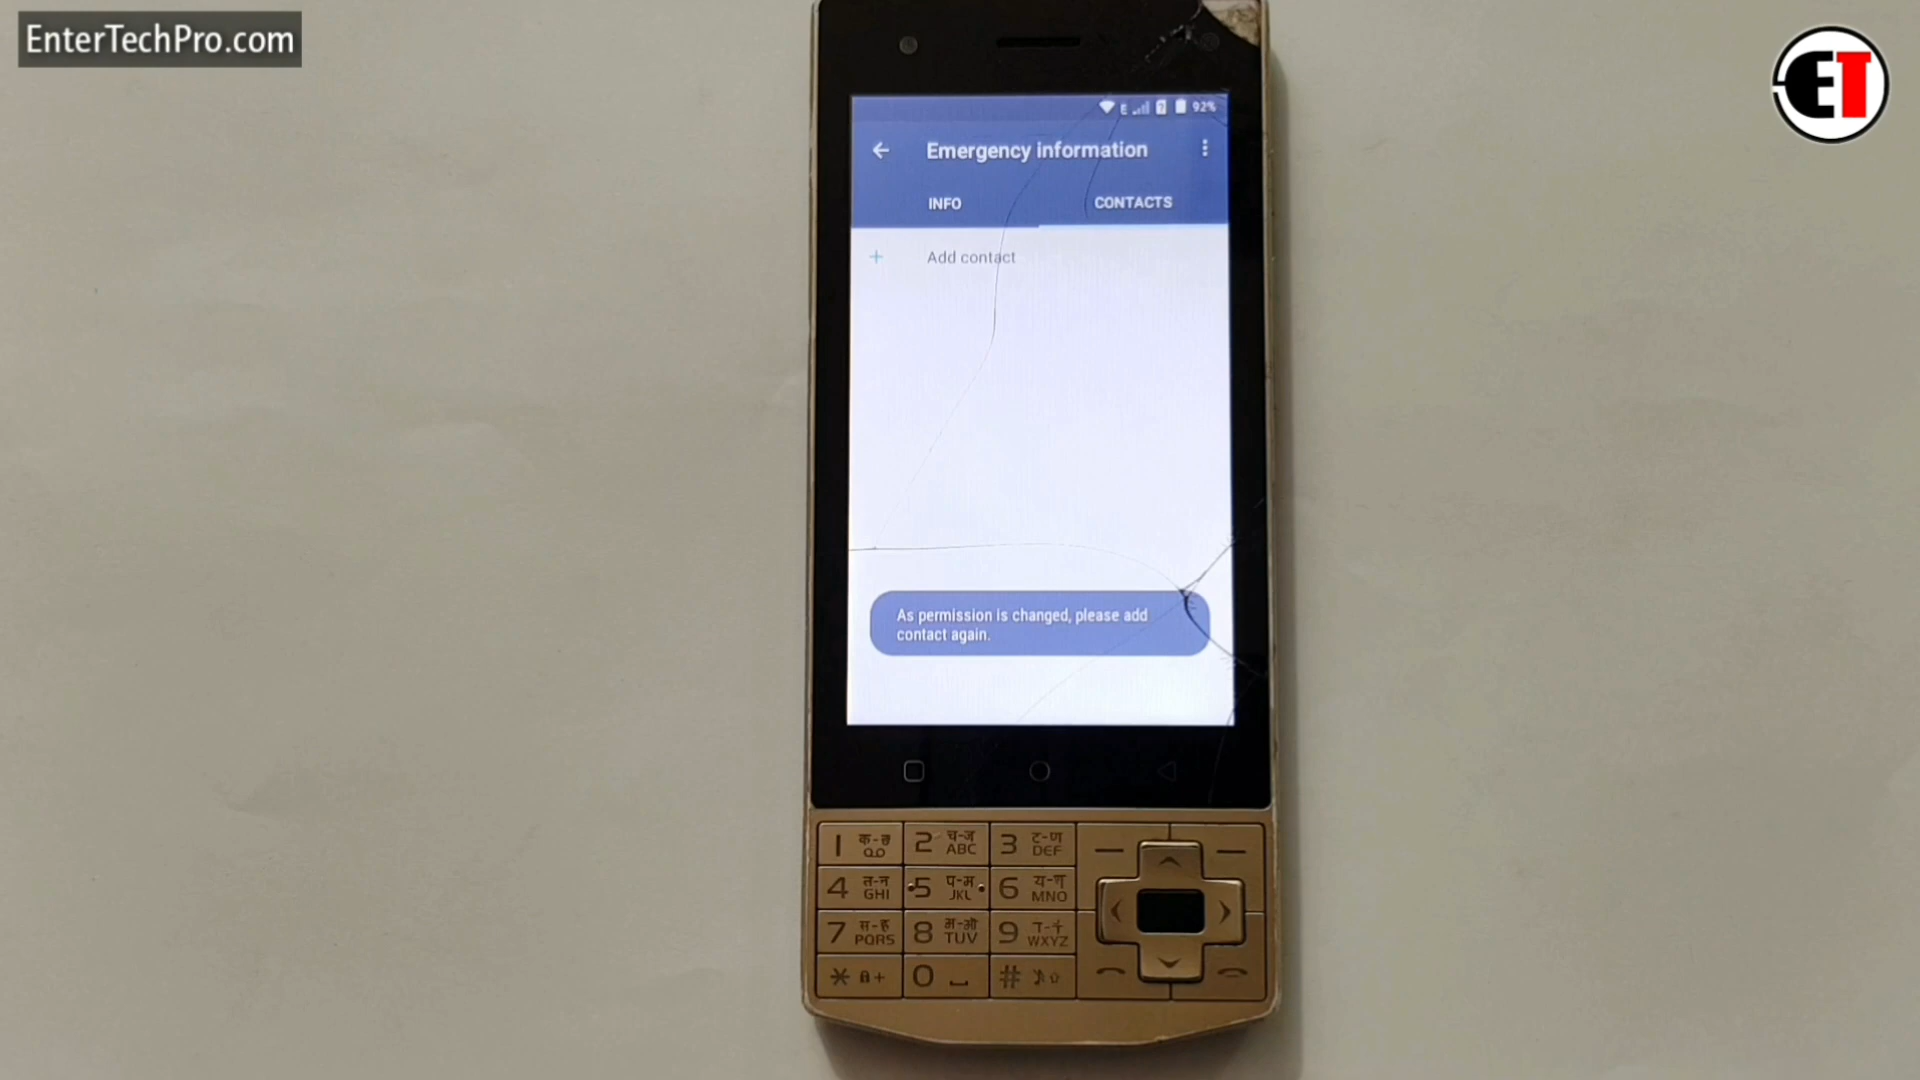 EnterTechPro.com
ET
E 92%
Emergency information
INFO CONTACTS
Add contact
As permission is changed, please add
contact again.
1 क-ङ
2 च-ज ABC
3 ट-ण DEF
4 त-न GHI
5 प-म JKL
6 MNO
7 स-ह PQRS
8 TUV
9 WXYZ
* +
0
#